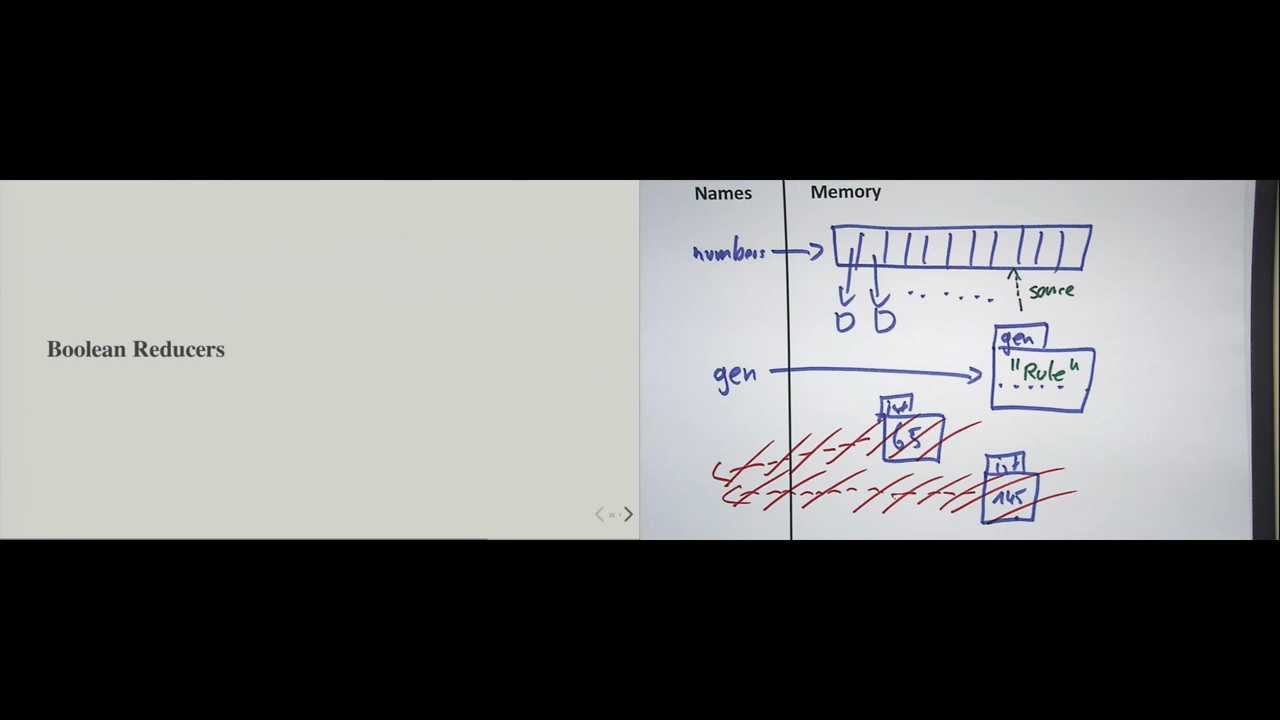 Boolean Reducers
Names Memory
numbers
source
gen
gen
"Rule"
int
65
int
145